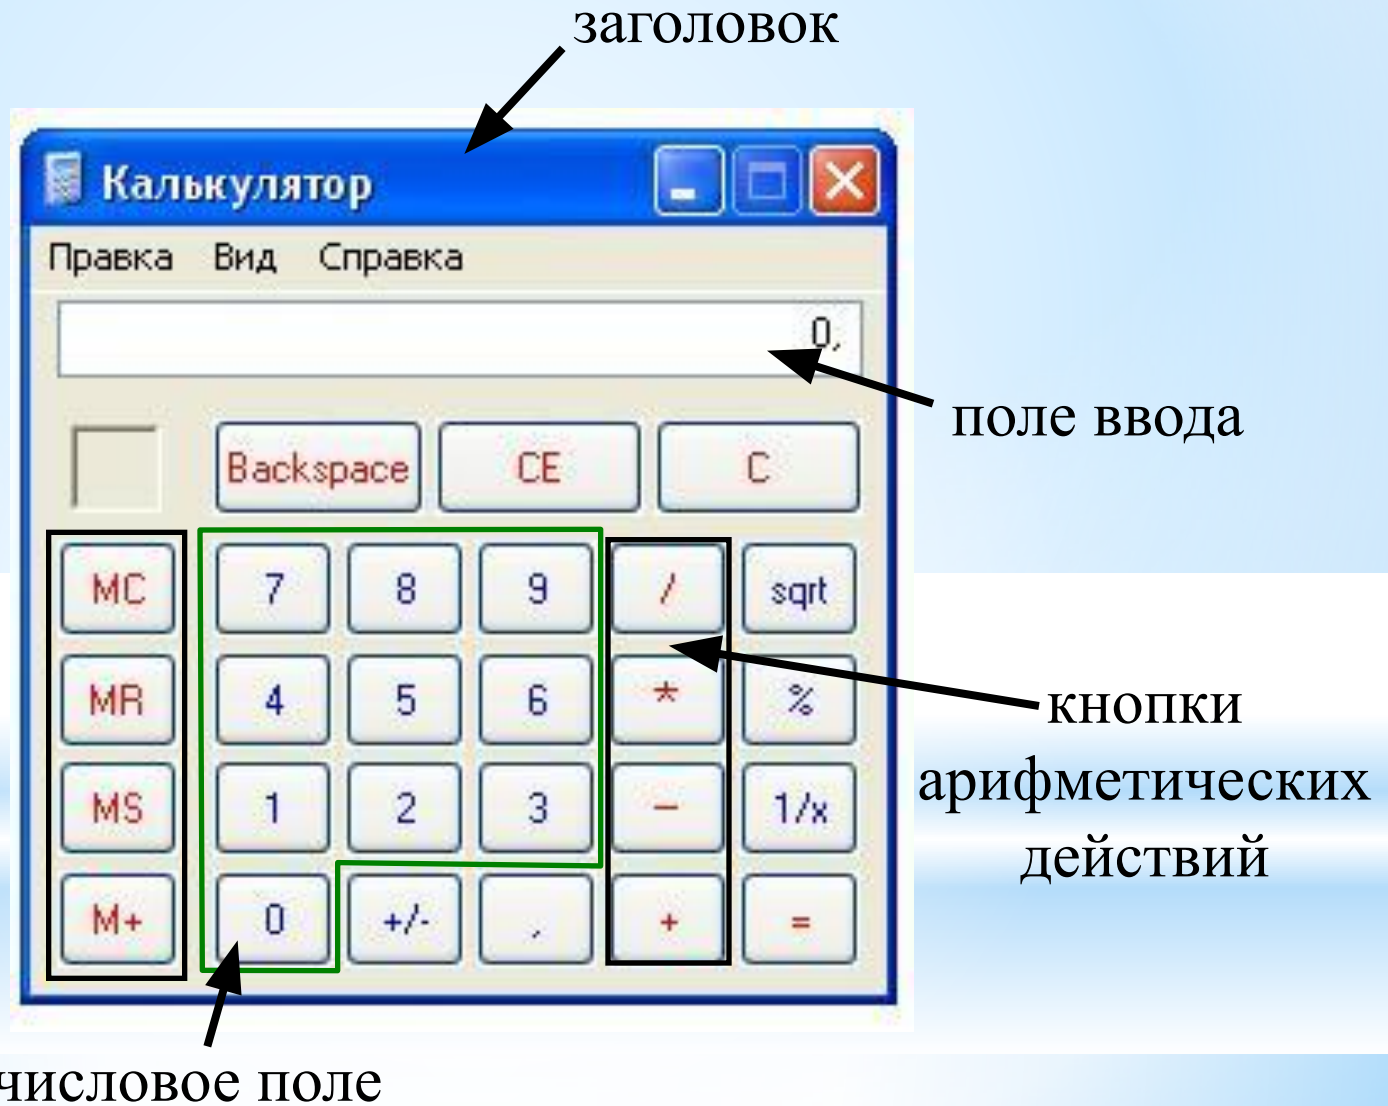 заголовок
Калькулятор
Правка Вид Справка
0,
поле ввода
Backspace CE C
MC 7 8 9 / sqrt
MR 4 5 6 * %
MS 1 2 3 - 1/x
M+ 0 +/- , + =
кнопки
арифметических
действий
числовое поле